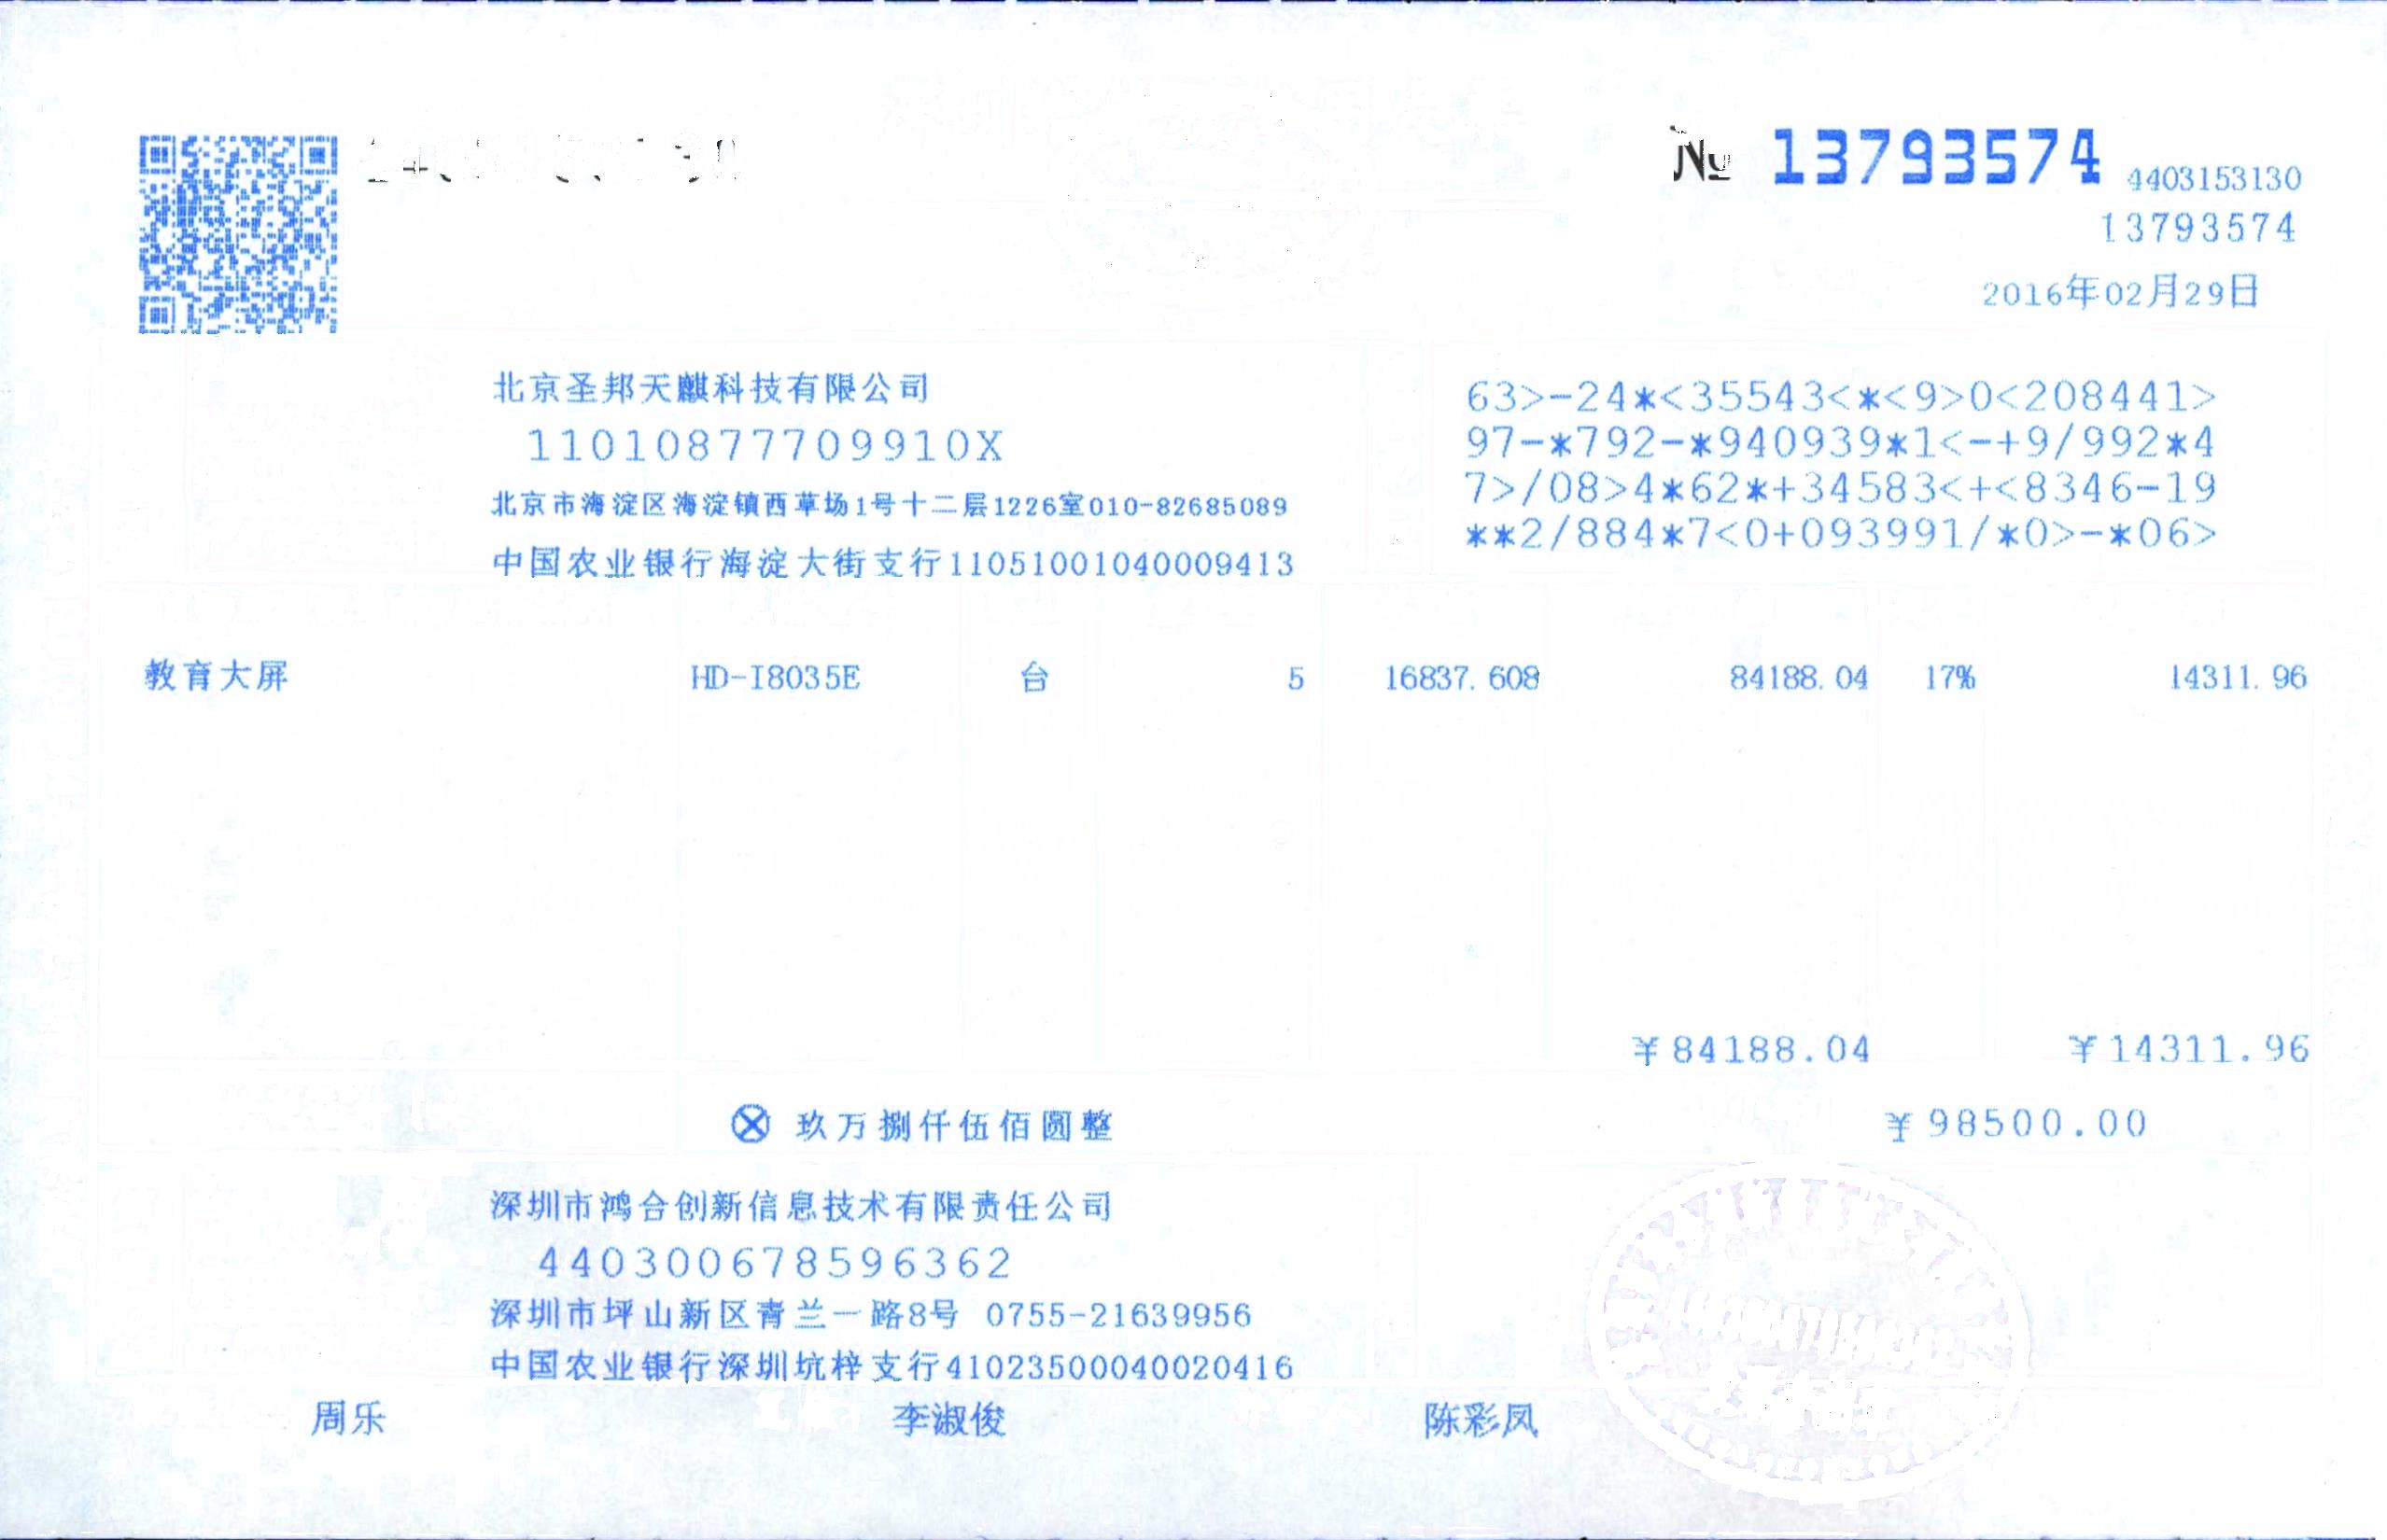 № 13793574 4403153130
13793574
2016年02月29日
北京圣邦天麒科技有限公司
11010877709910X
北京市海淀区海淀镇西草场1号十二层1226室010-82685089
中国农业银行海淀大街支行11051001040009413
63>-24*<35543<*<9>0<208441>
97-*792-*940939*1<-+9/992*4
7>/08>4*62*+34583<+<8346-19
**2/884*7<0+093991/*0>-*06>
教育大屏 HD-I8035E 台 5 16837.608 84188.04 17% 14311.96
¥84188.04 ¥14311.96
ⓧ 玖万捌仟伍佰圆整 ¥98500.00
深圳市鸿合创新信息技术有限责任公司
440300678596362
深圳市坪山新区青兰一路8号 0755-21639956
中国农业银行深圳坑梓支行41023500040020416
周乐 李淑俊 陈彩凤